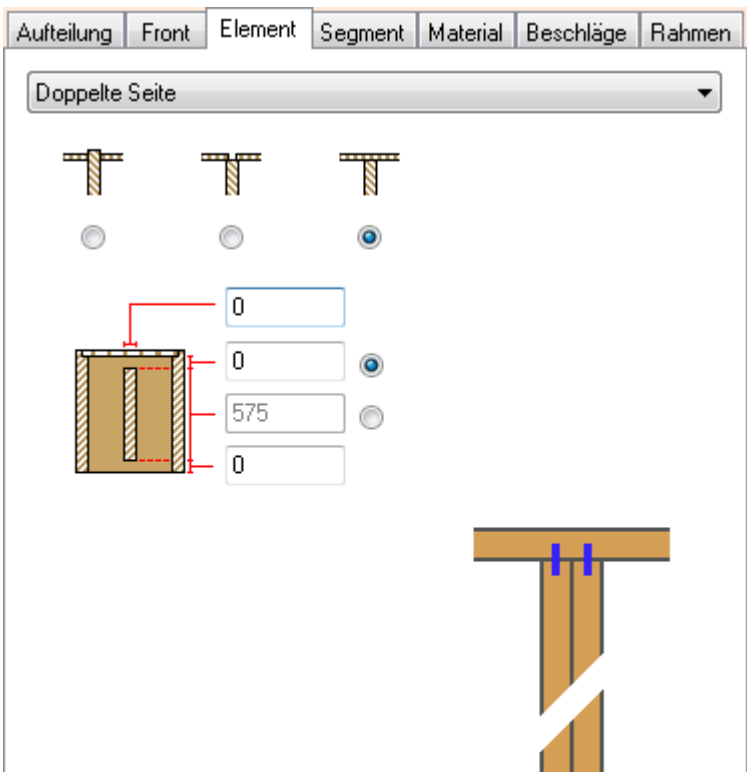 Aufteilung Front Element Segment Material Beschläge Rahmen
Doppelte Seite
0
0
575
0